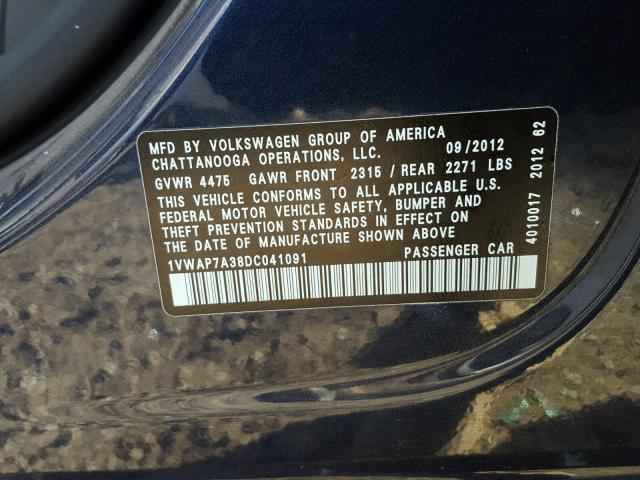 MFD BY VOLKSWAGEN GROUP OF AMERICA
CHATTANOOGA OPERATIONS, LLC. 09/2012
GVWR 4475 GAWR FRONT 2315 / REAR 2271 LBS
THIS VEHICLE CONFORMS TO ALL APPLICABLE U.S.
FEDERAL MOTOR VEHICLE SAFETY, BUMPER AND
THEFT PREVENTION STANDARDS IN EFFECT ON
THE DATE OF MANUFACTURE SHOWN ABOVE
1VWAP7A38DC041091 PASSENGER CAR
4010017 2012 62